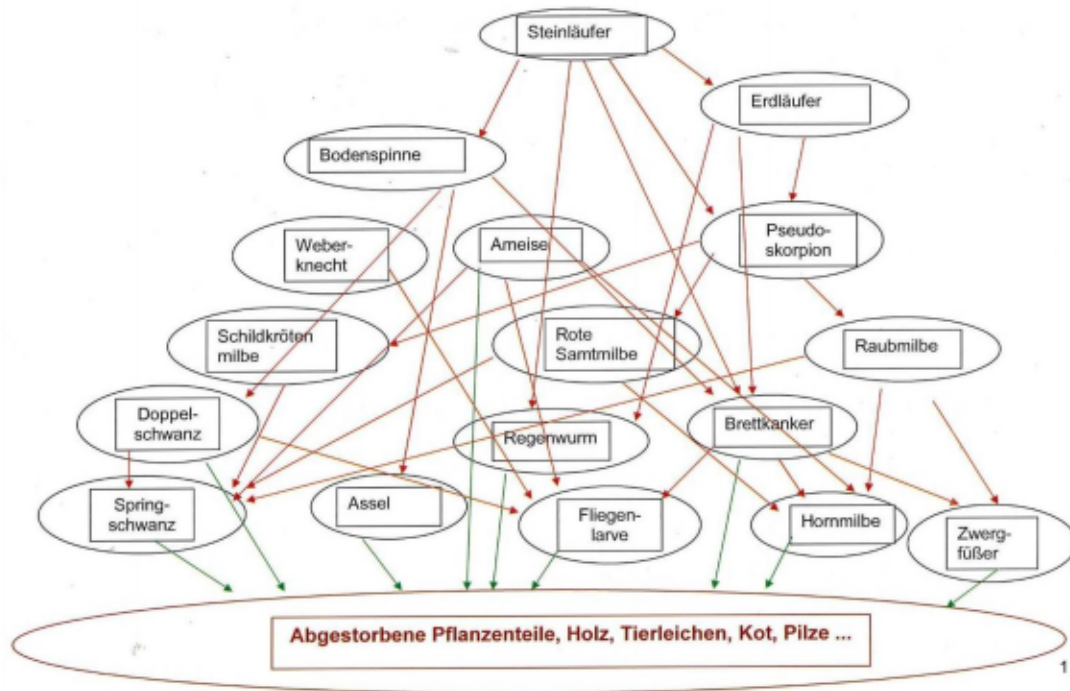 Steinläufer
Erdläufer
Bodenspinne
Weber-
knecht
Ameise
Pseudo-
skorpion
Schildkröten
milbe
Rote
Samtmilbe
Raubmilbe
Doppel-
schwanz
Regenwurm
Brettkanker
Spring-
schwanz
Assel
Fliegen-
larve
Hornmilbe
Zwerg-
füßer
Abgestorbene Pflanzenteile, Holz, Tierleichen, Kot, Pilze ...
1